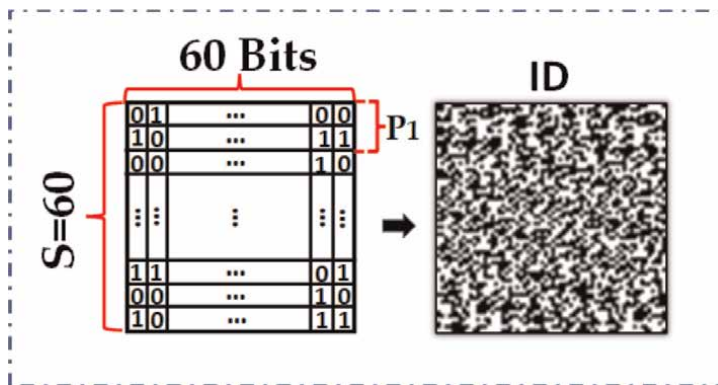 60 Bits
ID
S=60
P1
0 1 ... 0 0
1 0 ... 1 1
0 0 ... 1 0
⋮ ⋮ ⋮ ⋮ ⋮
1 1 ... 0 1
0 0 ... 1 0
1 0 ... 1 1